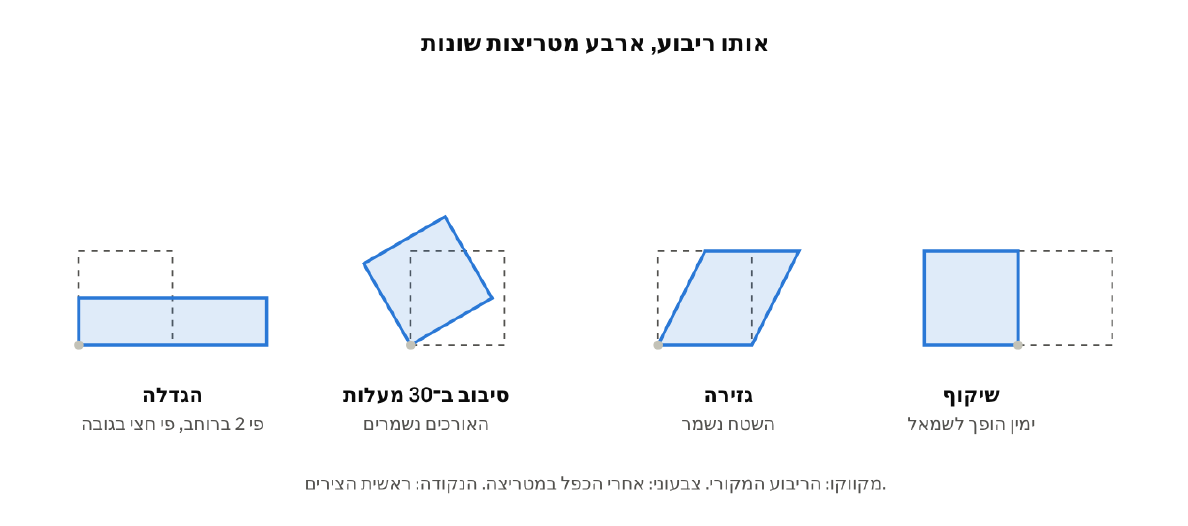 אותו ריבוע, ארבע מטריצות שונות
הגדלה
פי 2 ברוחב, פי חצי בגובה
סיבוב ב־30 מעלות
האורכים נשמרים
גזירה
השטח נשמר
שיקוף
ימין הופך לשמאל
מקווקו: הריבוע המקורי. צבעוני: אחרי הכפל במטריצה. הנקודה: ראשית הצירים.